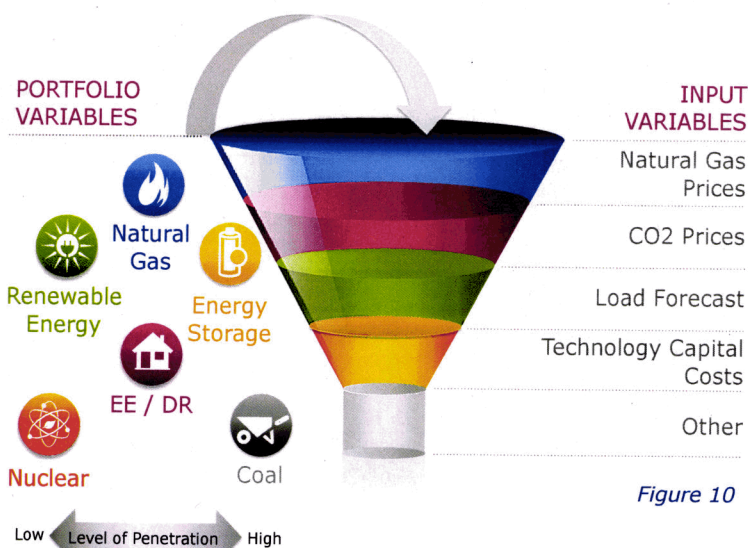 PORTFOLIO
VARIABLES
Natural
Gas
Renewable
Energy
Energy
Storage
EE / DR
Nuclear
Coal
Low
Level of Penetration
High
INPUT
VARIABLES
Natural Gas
Prices
CO2 Prices
Load Forecast
Technology Capital
Costs
Other
Figure 10